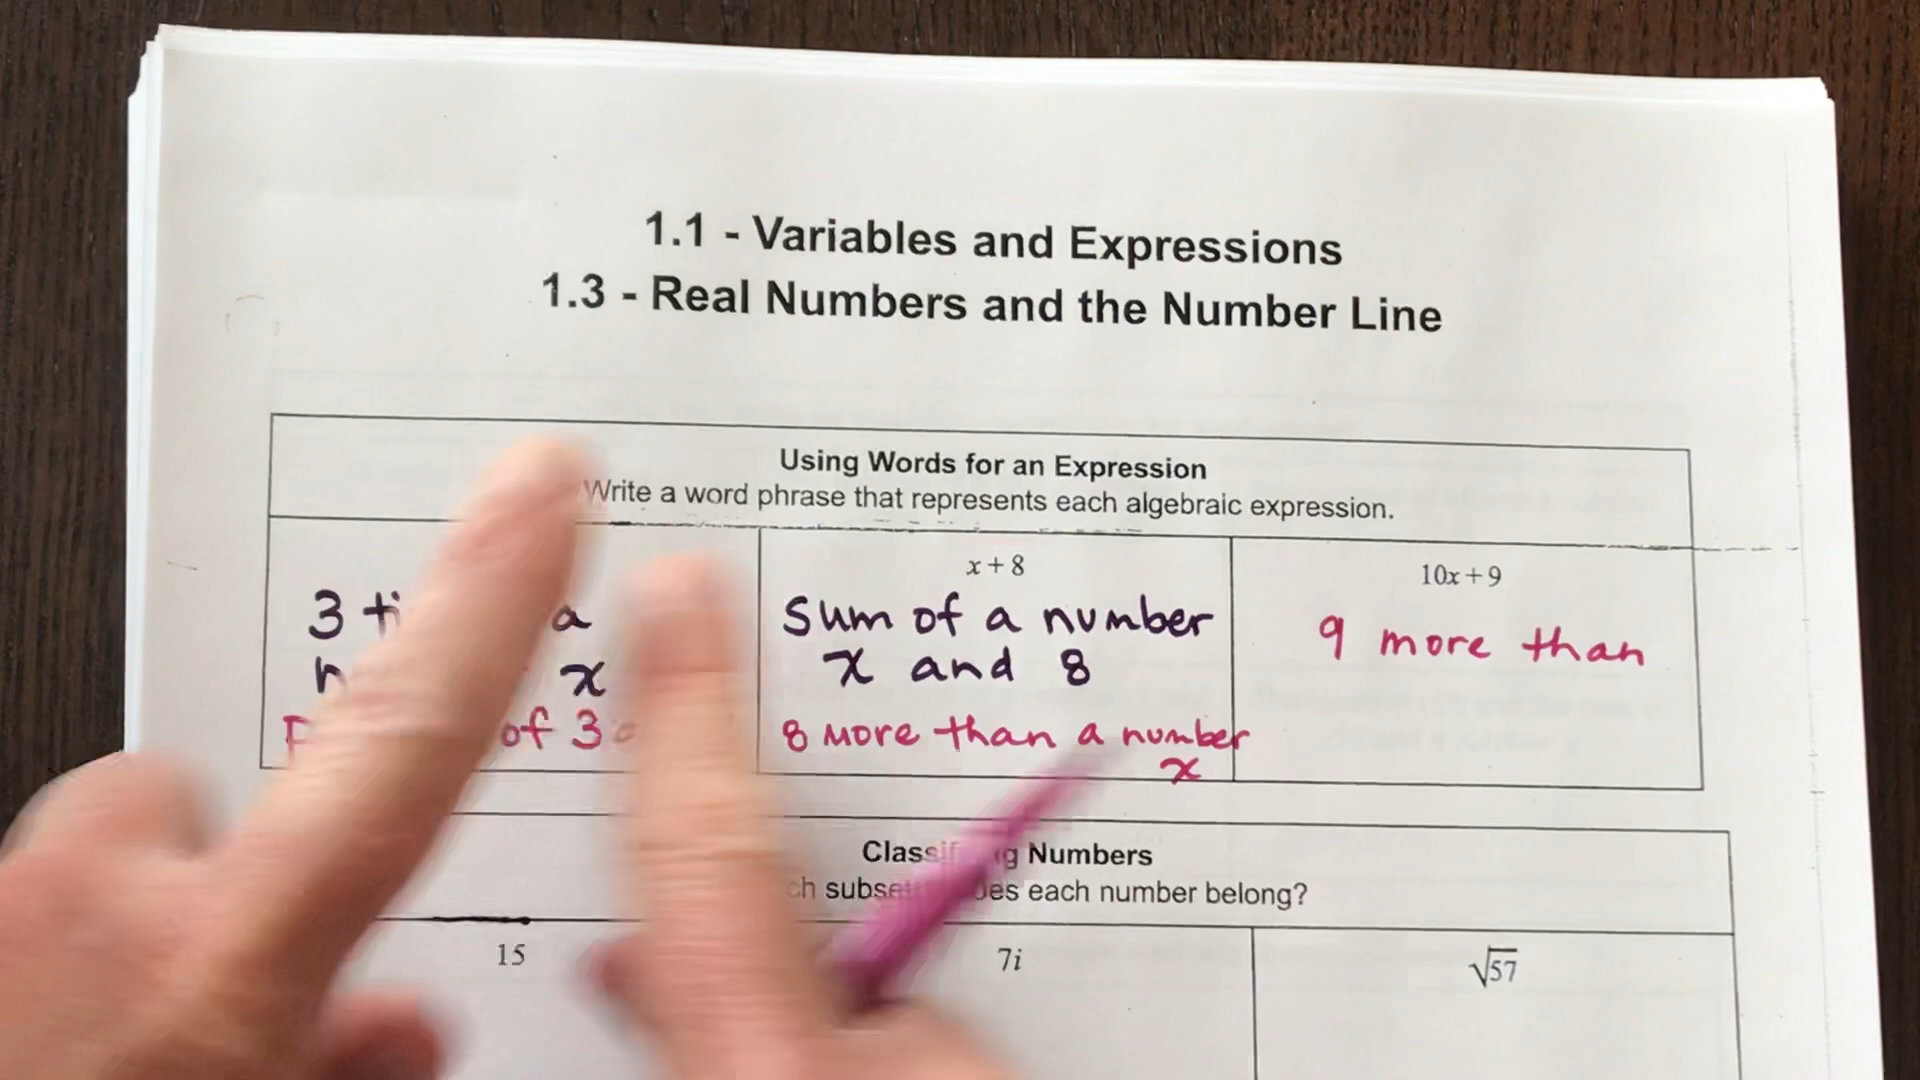 1.1 - Variables and Expressions
1.3 - Real Numbers and the Number Line
Using Words for an Expression
Write a word phrase that represents each algebraic expression.
3 a
x
of 3
x + 8
Sum of a number
x and 8
8 more than a number
x
10x + 9
9 more than
Numbers
each number belong?
15
7i
√57